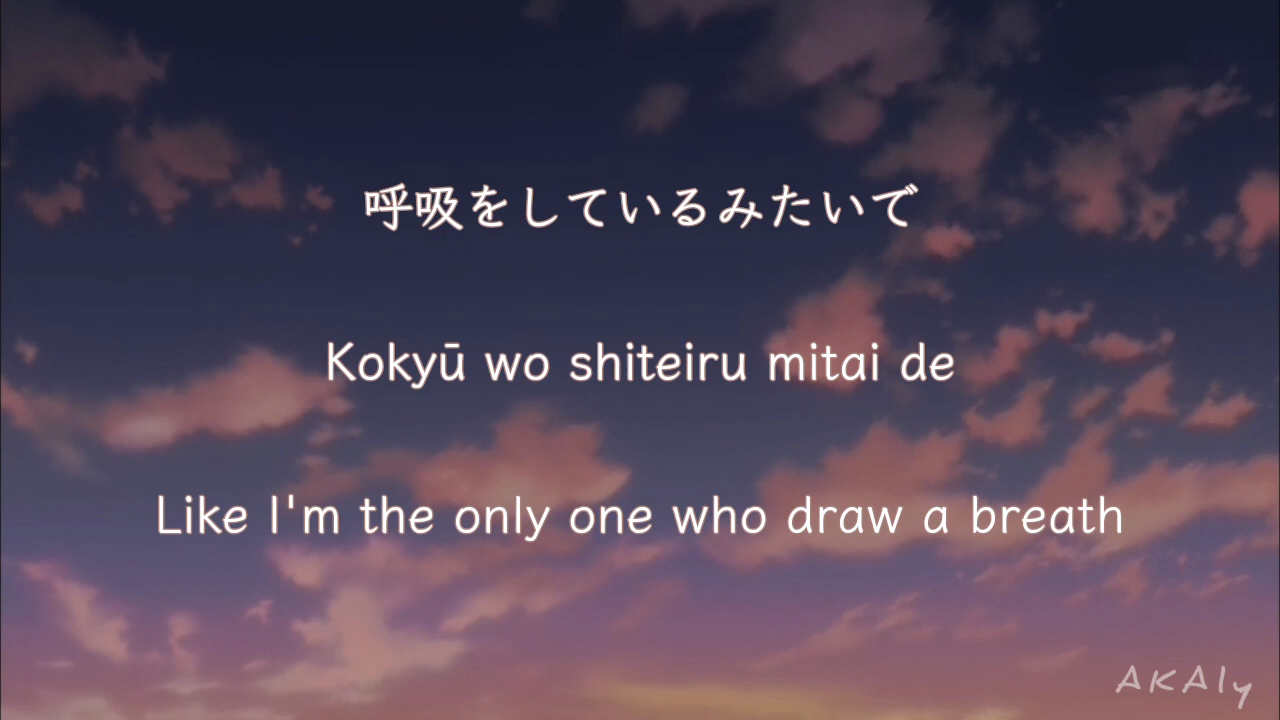 呼吸をしているみたいで
Kokyū wo shiteiru mitai de
Like I'm the only one who draw a breath
AKAly